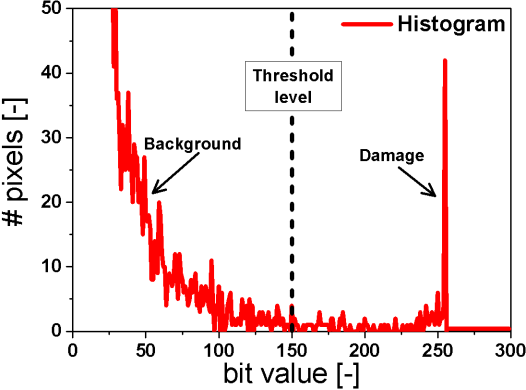 50
40
30
20
10
0
# pixels [-]
Histogram
Threshold
level
Background
Damage
0 50 100 150 200 250 300
bit value [-]